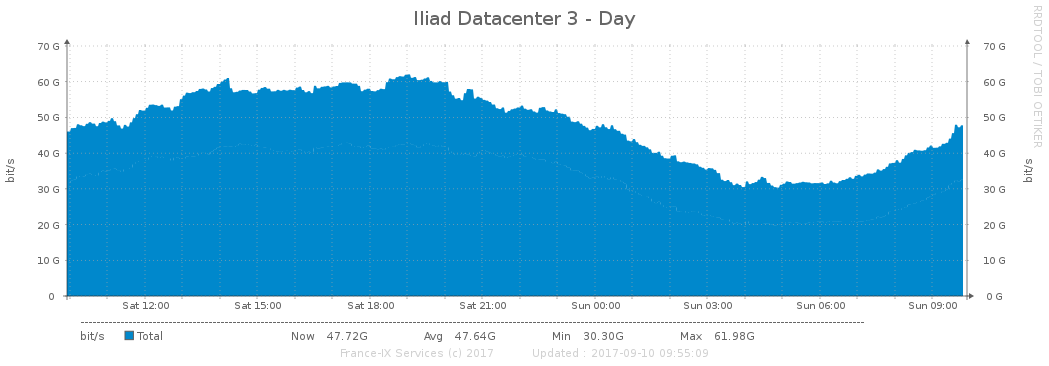 Iliad Datacenter 3 - Day
RRDTOOL / TOBI OETIKER
70 G 70 G
60 G 60 G
50 G 50 G
40 G 40 G
30 G 30 G
20 G 20 G
10 G 10 G
0 0 G
bit/s bit/s
Sat 12:00 Sat 15:00 Sat 18:00 Sat 21:00 Sun 00:00 Sun 03:00 Sun 06:00 Sun 09:00
bit/s Total Now 47.72G Avg 47.64G Min 30.30G Max 61.98G
France-IX Services (c) 2017 Updated : 2017-09-10 09:55:09